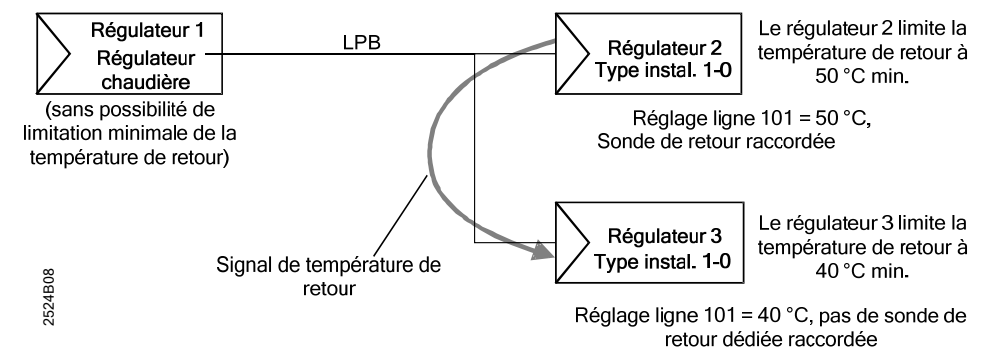 Régulateur 1
Régulateur
chaudière
(sans possibilité de
limitation minimale de la
température de retour)
LPB
Régulateur 2
Type instal. 1-0
Le régulateur 2 limite la
température de retour à
50 °C min.
Réglage ligne 101 = 50 °C,
Sonde de retour raccordée
Signal de température de
retour
Régulateur 3
Type instal. 1-0
Le régulateur 3 limite la
température de retour à
40 °C min.
Réglage ligne 101 = 40 °C, pas de sonde de
retour dédiée raccordée
2524B08